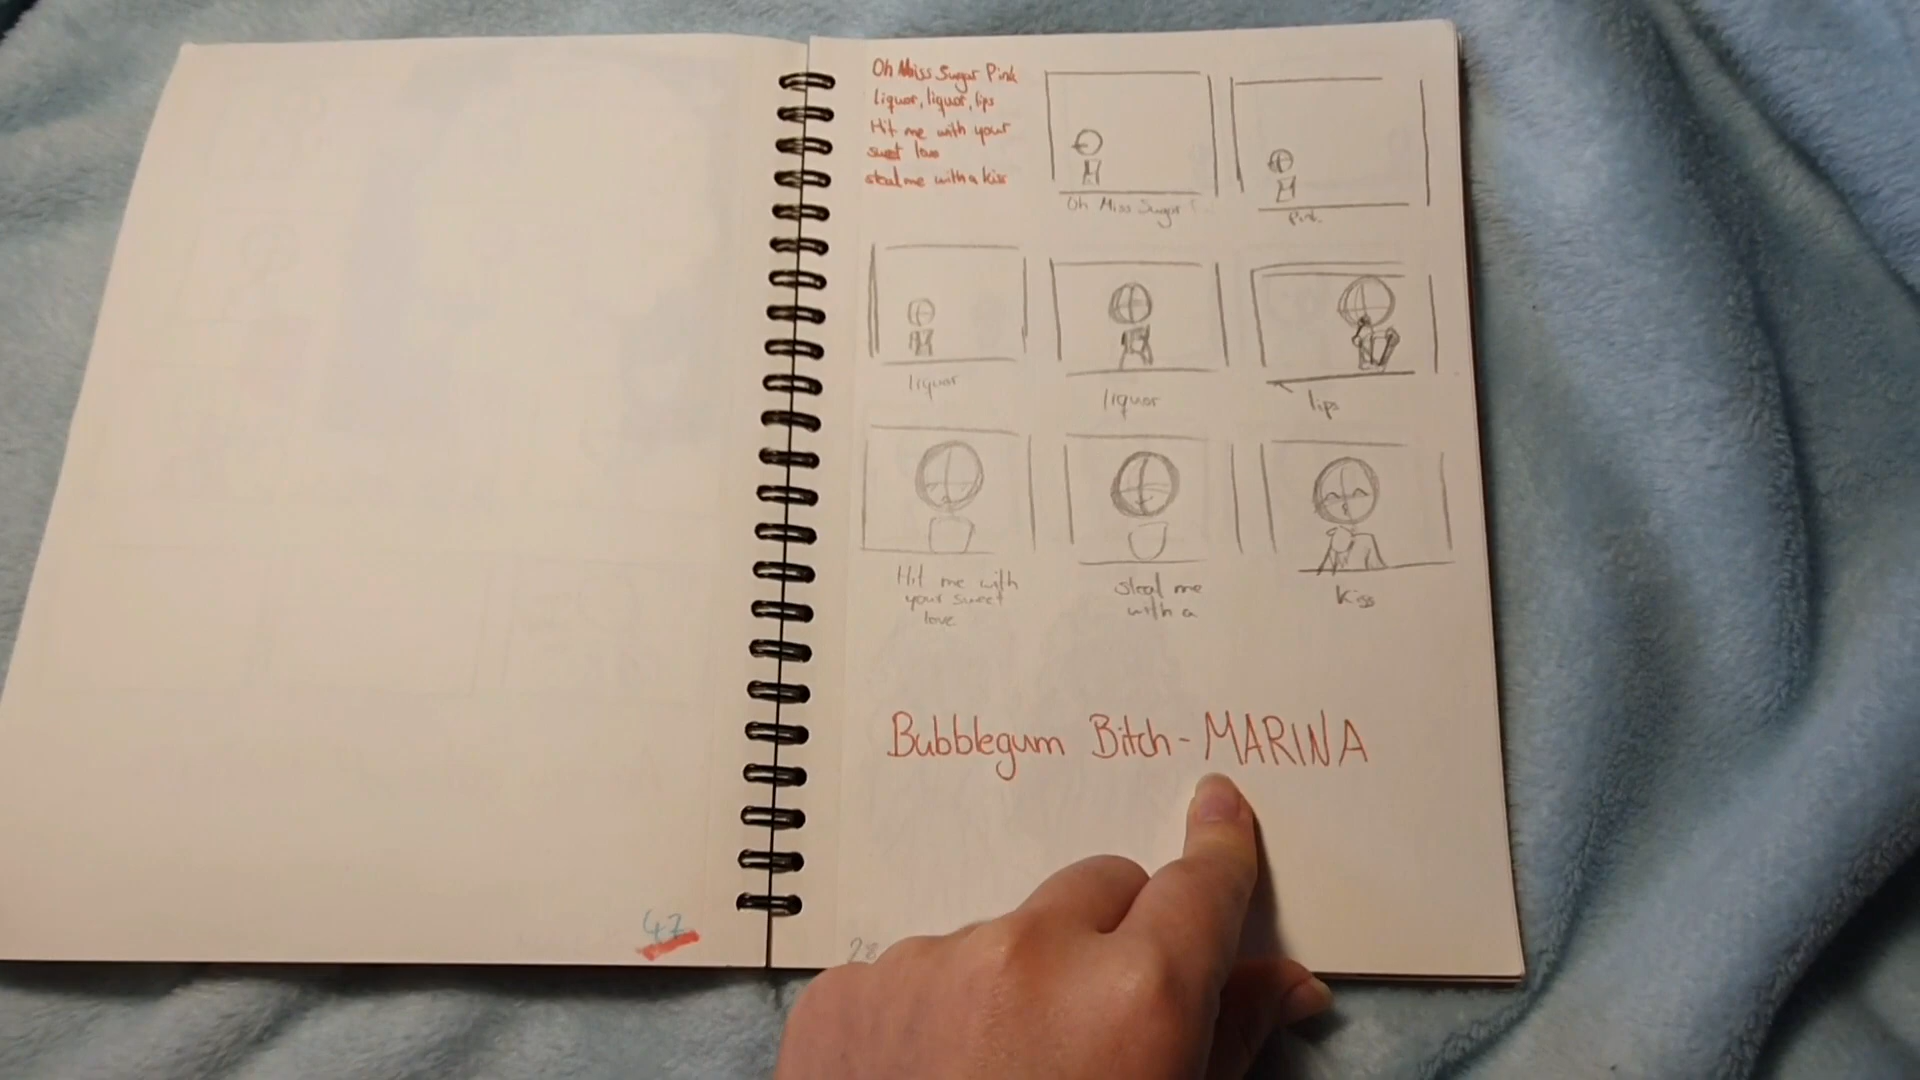 Oh Miss Sugar Pink
liquor, liquor, lips
Hit me with your
sweet love
steal me with a kiss
Oh Miss Sugar
Pink
liquor
liquor
lips
Hit me with
your sweet
love
steal me
with a
kiss
Bubblegum Bitch - MARINA
47
28